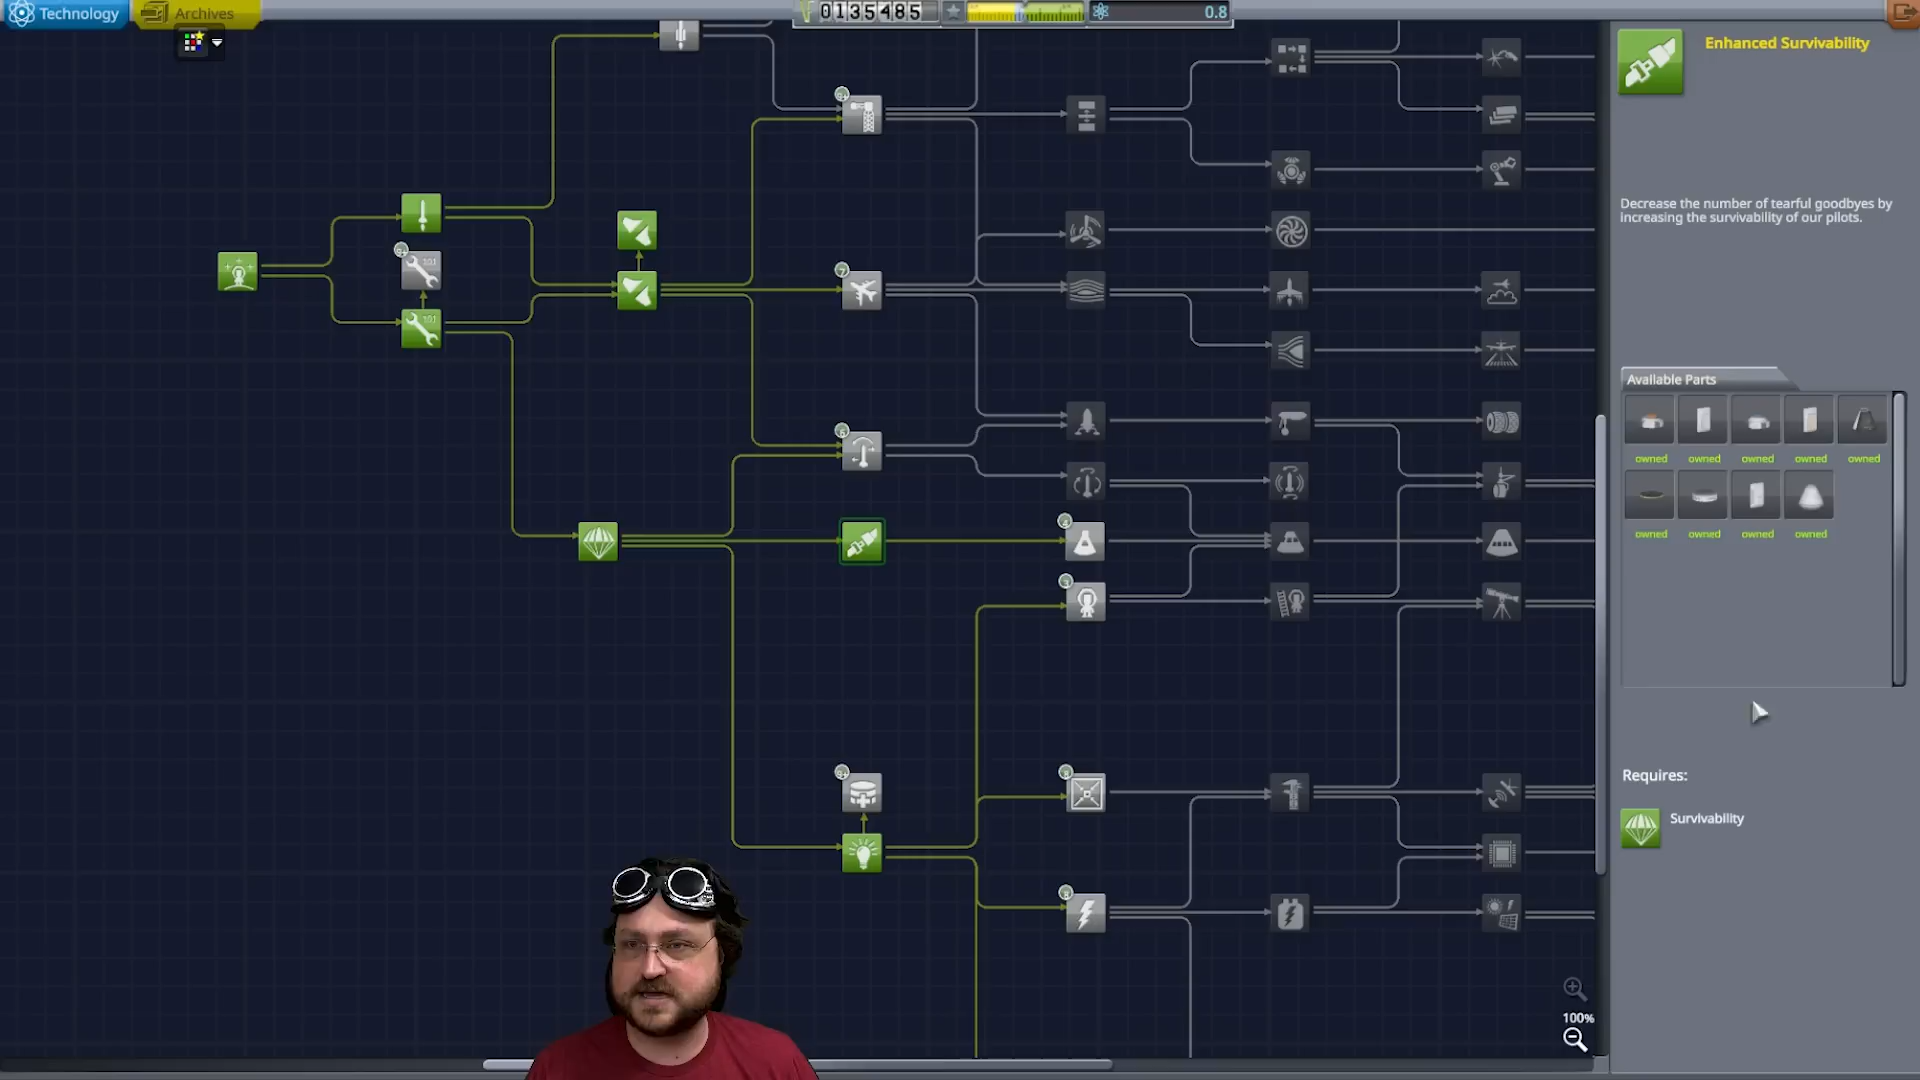 Technology
Archives
0135485
0.8
Enhanced Survivability
Decrease the number of tearful goodbyes by
increasing the survivability of our pilots.
Available Parts
owned owned owned owned owned
owned owned owned owned
Requires:
Survivability
100%